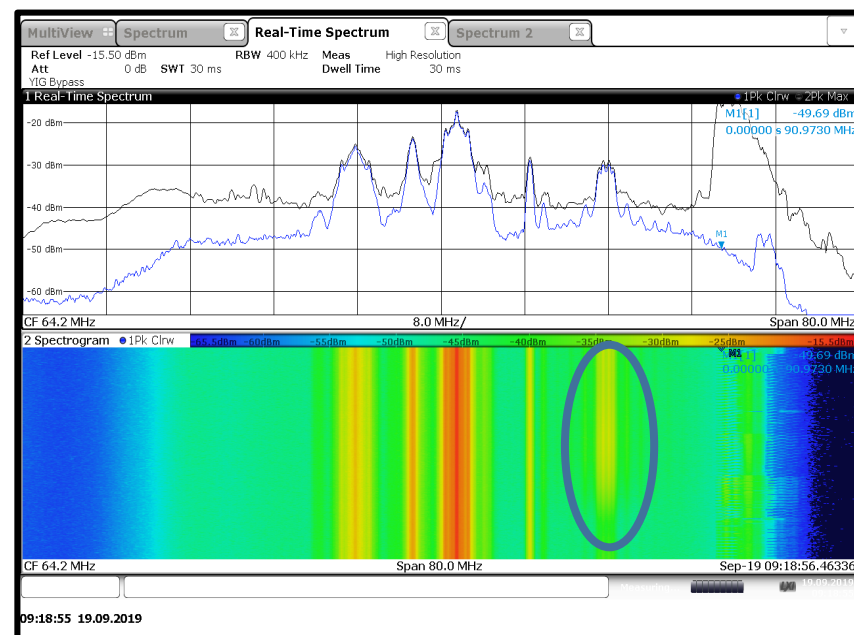 MultiView Spectrum X Real-Time Spectrum X Spectrum 2 X
Ref Level -15.50 dBm RBW 400 kHz Meas High Resolution
Att 0 dB SWT 30 ms Dwell Time 30 ms
YIG Bypass
1 Real-Time Spectrum 1Pk Clrw 2Pk Max
M1[1] -49.69 dBm
-20 dBm
0.00000 s 90.9730 MHz
-30 dBm
-40 dBm
M1
-50 dBm
-60 dBm
CF 64.2 MHz 8.0 MHz/ Span 80.0 MHz
2 Spectrogram 1Pk Clrw -65.5dBm -60dBm -55dBm -50dBm -45dBm -40dBm -35dBm -30dBm -25dBm -15.5dBm
M1[1] -49.69 dBm
0.00000 s 90.9730 MHz
CF 64.2 MHz Span 80.0 MHz Sep-19 09:18:56.46336
Measuring 19.09.2019
09:18:55 19.09.2019